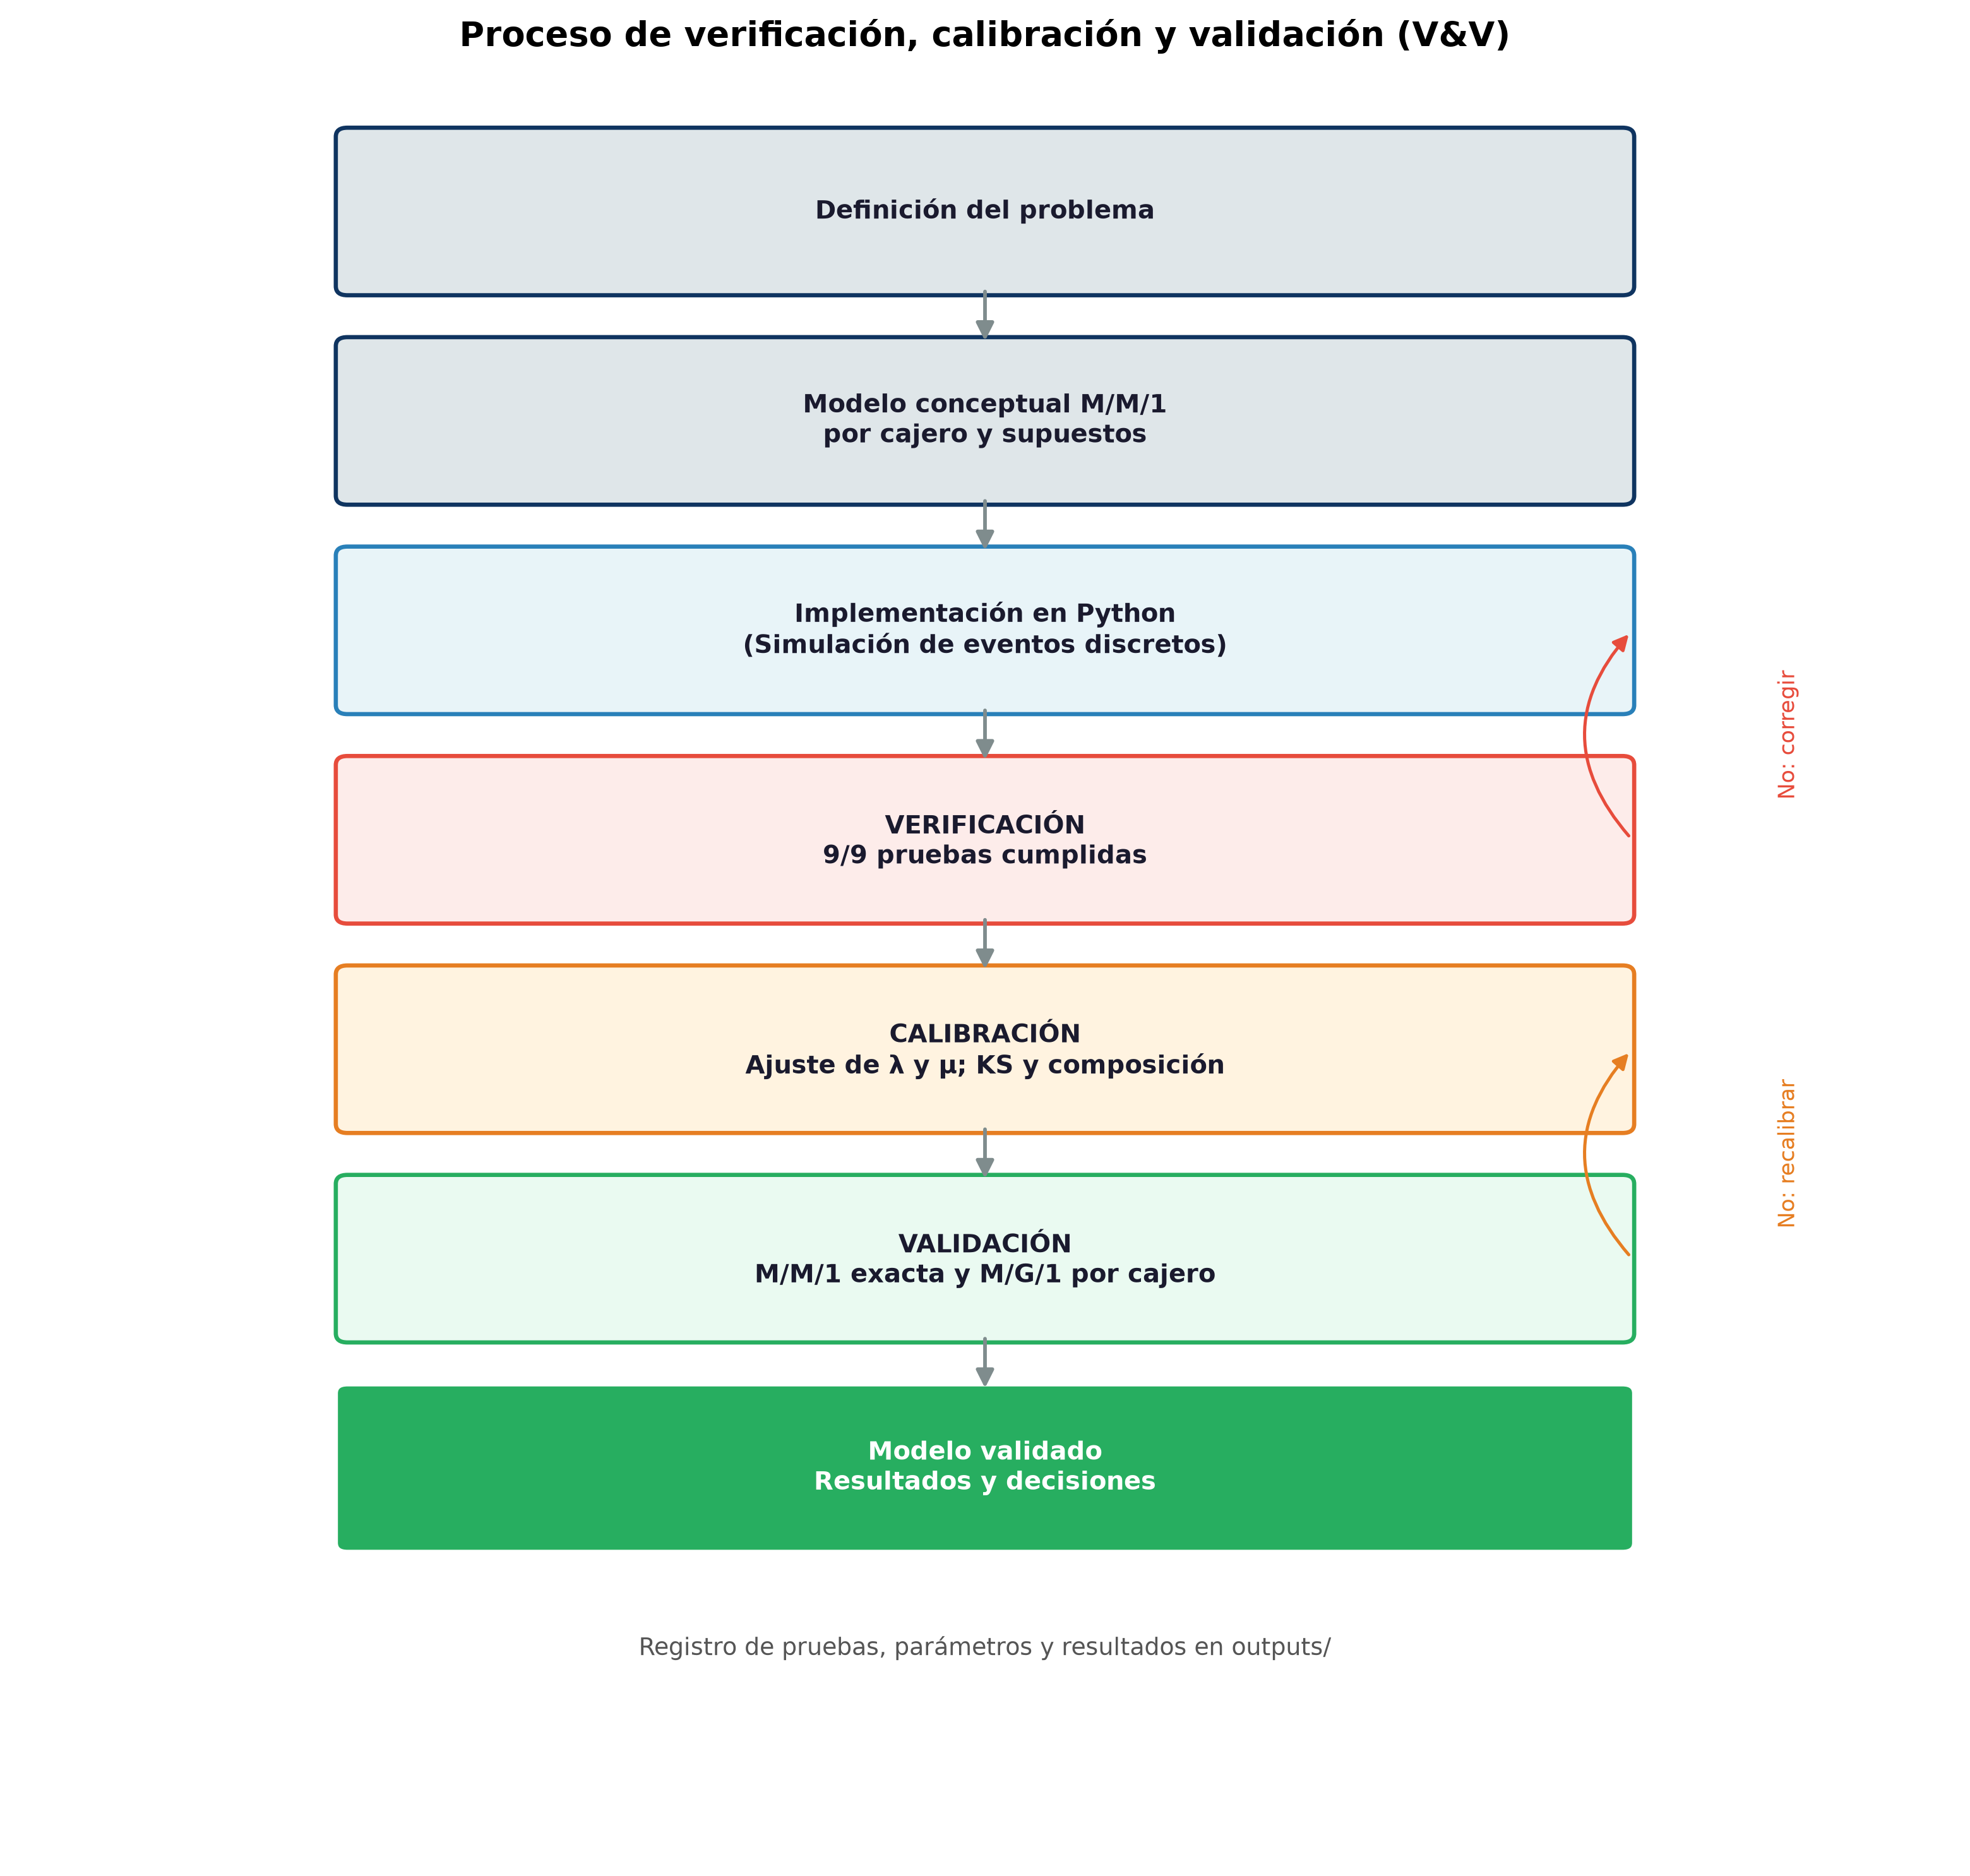 Proceso de verificación, calibración y validación (V&V)
Definición del problema
Modelo conceptual M/M/1
por cajero y supuestos
Implementación en Python
(Simulación de eventos discretos)
No: corregir
VERIFICACIÓN
9/9 pruebas cumplidas
CALIBRACIÓN
Ajuste de λ y μ; KS y composición
No: recalibrar
VALIDACIÓN
M/M/1 exacta y M/G/1 por cajero
Modelo validado
Resultados y decisiones
Registro de pruebas, parámetros y resultados en outputs/